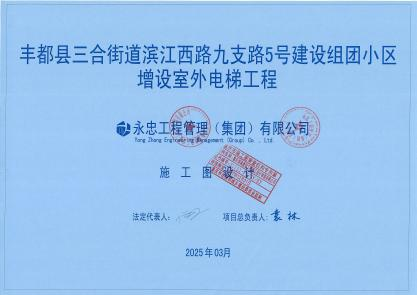 丰都县三合街道滨江西路九支路5号建设组团小区
增设室外电梯工程
永忠工程管理（集团）有限公司
Yong Zhong Engineering Management (Group) Co., Ltd.
施工图设计
法定代表人：
项目总负责人：袁林
2025年03月